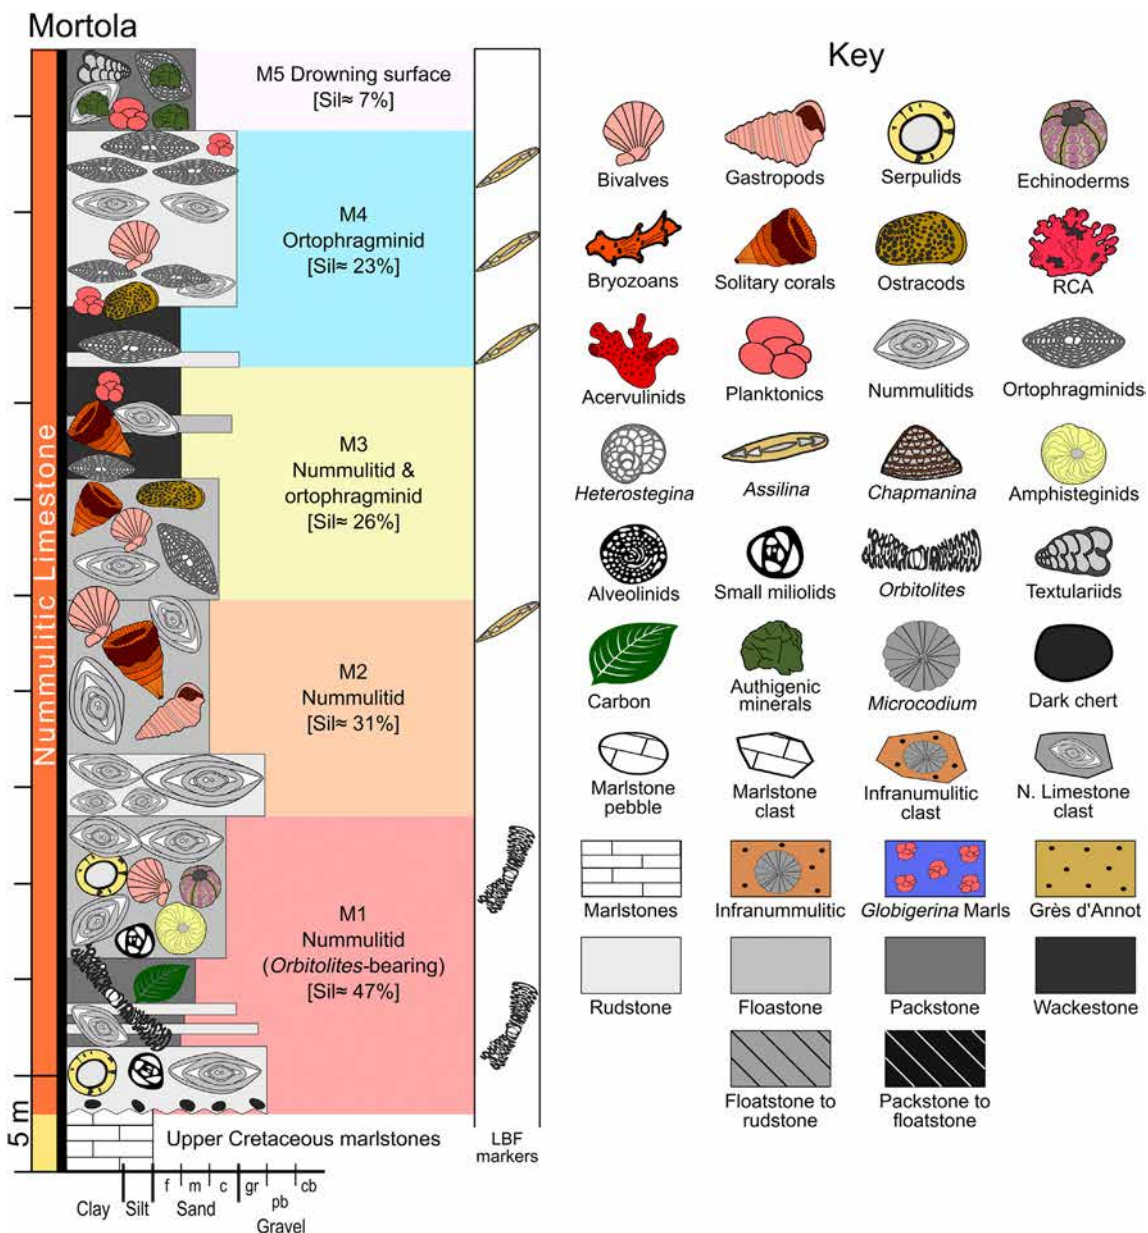 Mortola
M5 Drowning surface
[Sil≈ 7%]
M4
Ortophragminid
[Sil≈ 23%]
M3
Nummulitid &
ortophragminid
[Sil≈ 26%]
M2
Nummulitid
[Sil≈ 31%]
M1
Nummulitid
(Orbitolites-bearing)
[Sil≈ 47%]
Nummulitic Limestone
5 m
Upper Cretaceous marlstones
LBF
markers
f m c gr
pb
cb
Clay Silt Sand
Gravel
Key
Bivalves Gastropods Serpulids Echinoderms
Bryozoans Solitary corals Ostracods RCA
Acervulinids Planktonics Nummulitids Ortophragminids
Heterostegina Assilina Chapmanina Amphisteginids
Alveolinids Small miliolids Orbitolites Textulariids
Carbon Authigenic
minerals Microcodium Dark chert
Marlstone
pebble Marlstone
clast Infranumulitic
clast N. Limestone
clast
Marlstones Infranummulitic Globigerina Marls Grès d'Annot
Rudstone Floastone Packstone Wackestone
Floatstone to
rudstone Packstone to
floatstone